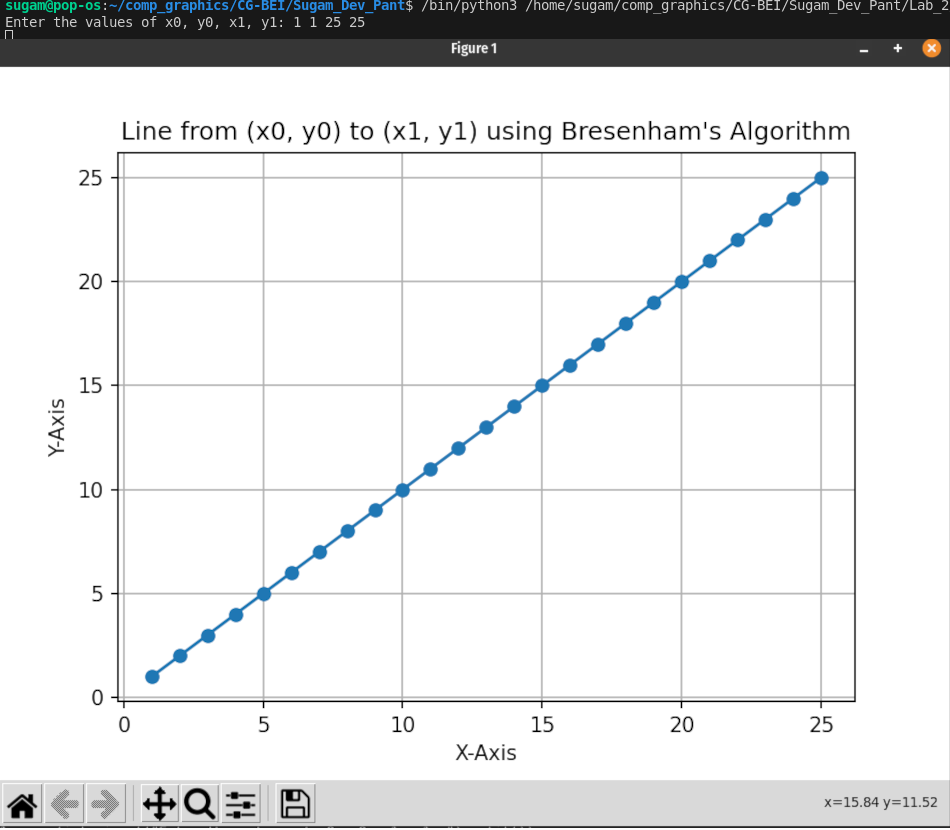 sugam@pop-os:~/comp_graphics/CG-BEI/Sugam_Dev_Pant$ /bin/python3 /home/sugam/comp_graphics/CG-BEI/Sugam_Dev_Pant/Lab_2
Enter the values of x0, y0, x1, y1: 1 1 25 25
Figure 1
Line from (x0, y0) to (x1, y1) using Bresenham's Algorithm
25
20
15
10
5
0
Y-Axis
0 5 10 15 20 25
X-Axis
x=15.84 y=11.52